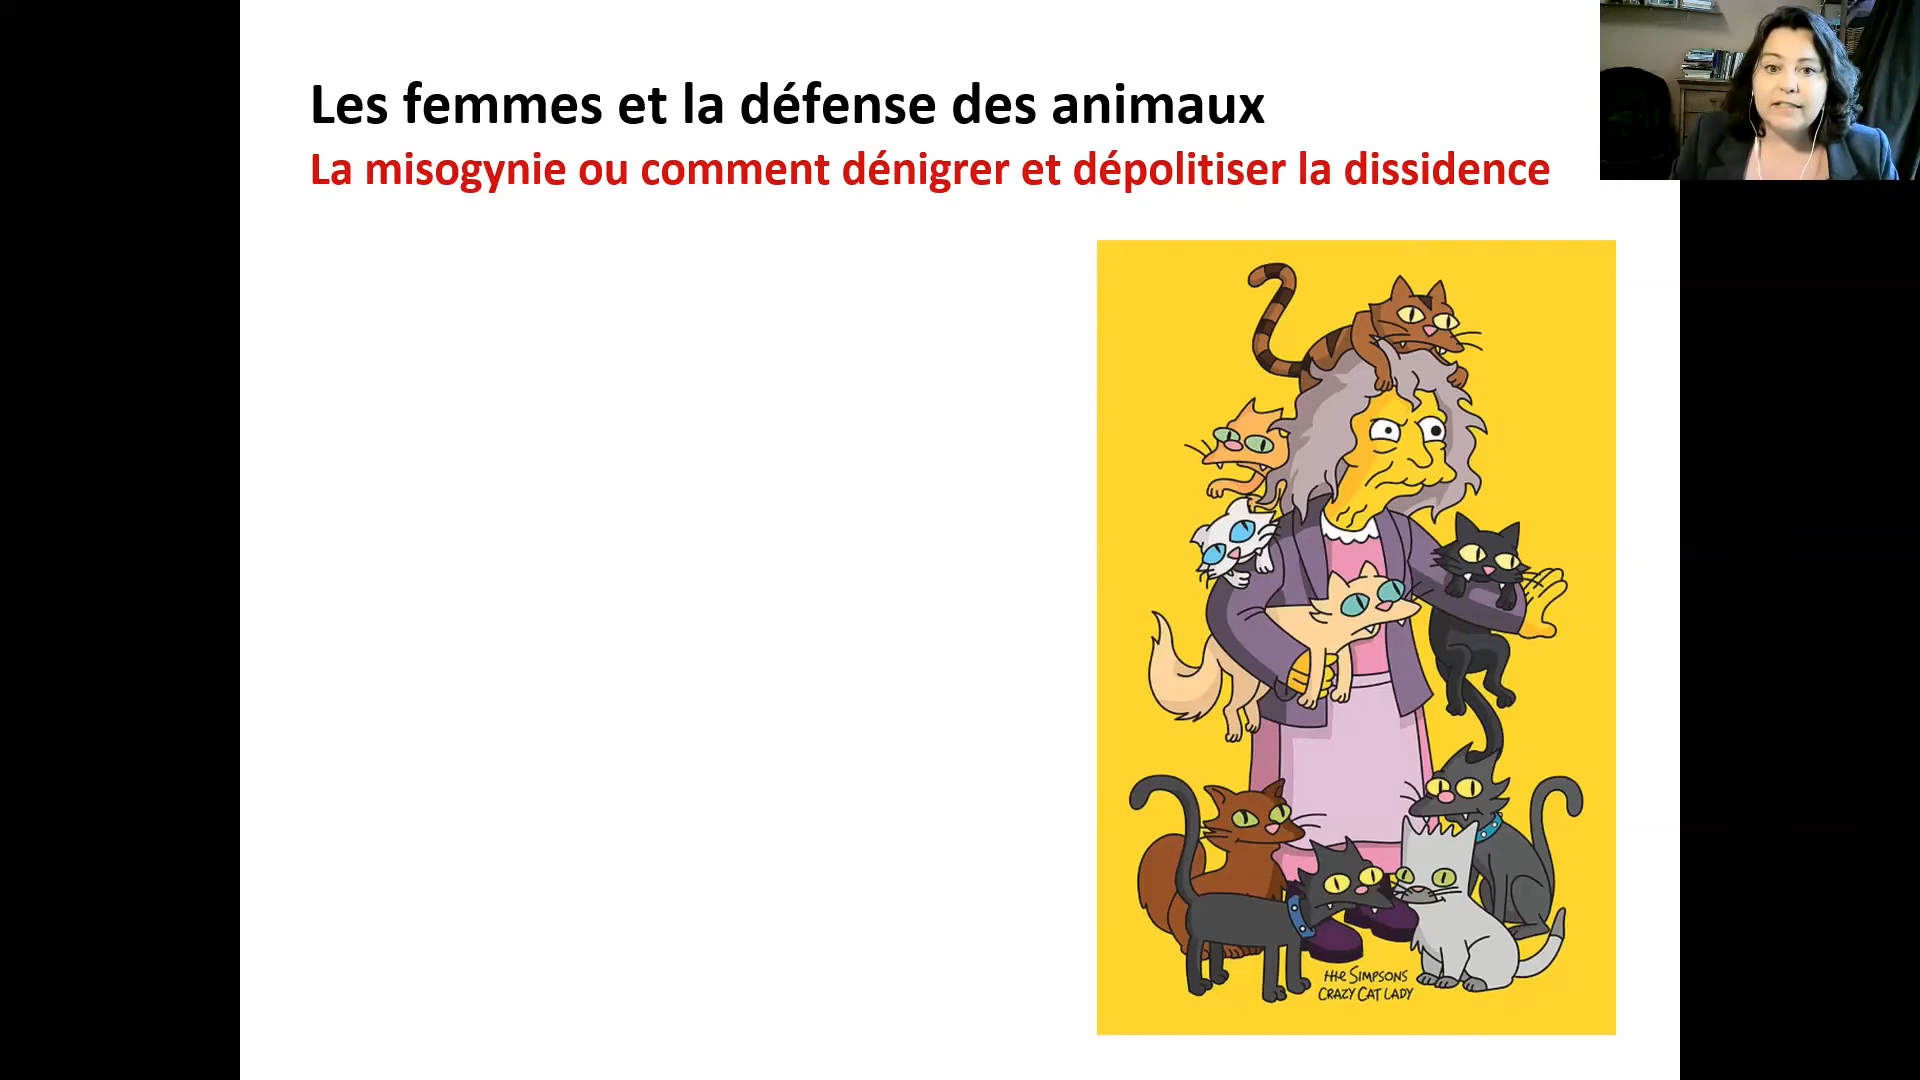 Les femmes et la défense des animaux
La misogynie ou comment dénigrer et dépolitiser la dissidence
the Simpsons
Crazy Cat Lady